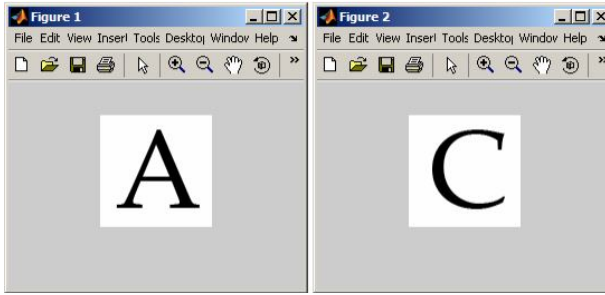 Figure 1
File Edit View Insert Tools Desktop Window Help
A
Figure 2
File Edit View Insert Tools Desktop Window Help
C